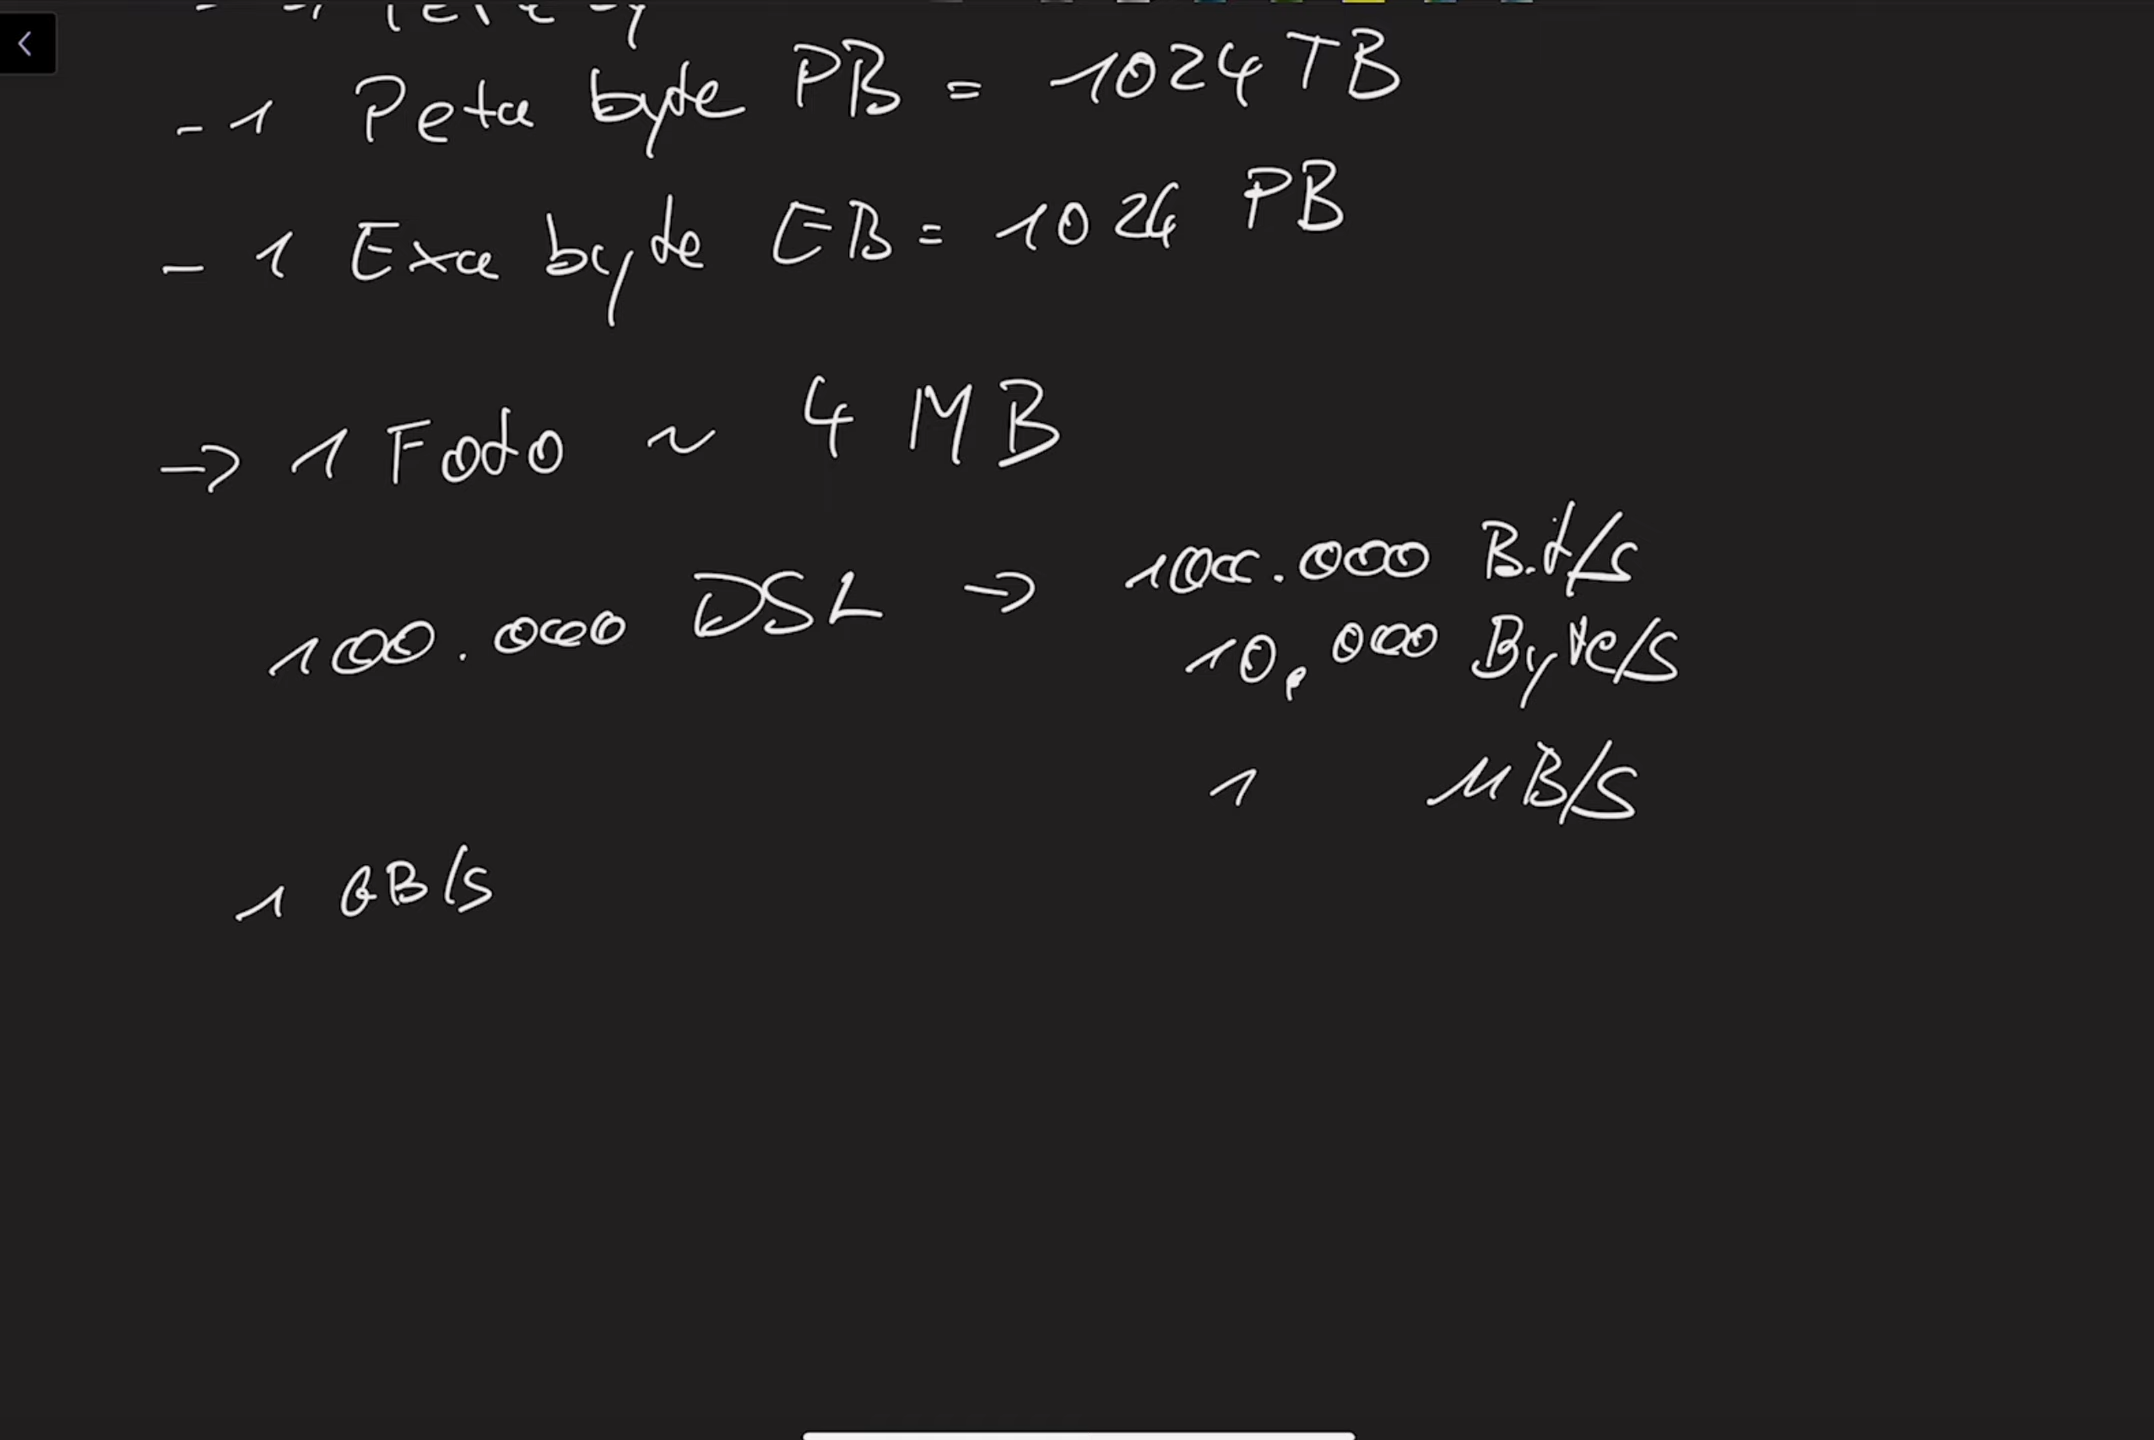 - 1 Peta byte PB = 1024 TB
- 1 Exa byte EB = 1024 PB
-> 1 Foto ~ 4 MB
100.000 DSL -> 100.000 Bit/s
10.000 Byte/s
1 MB/s
1 GB/s